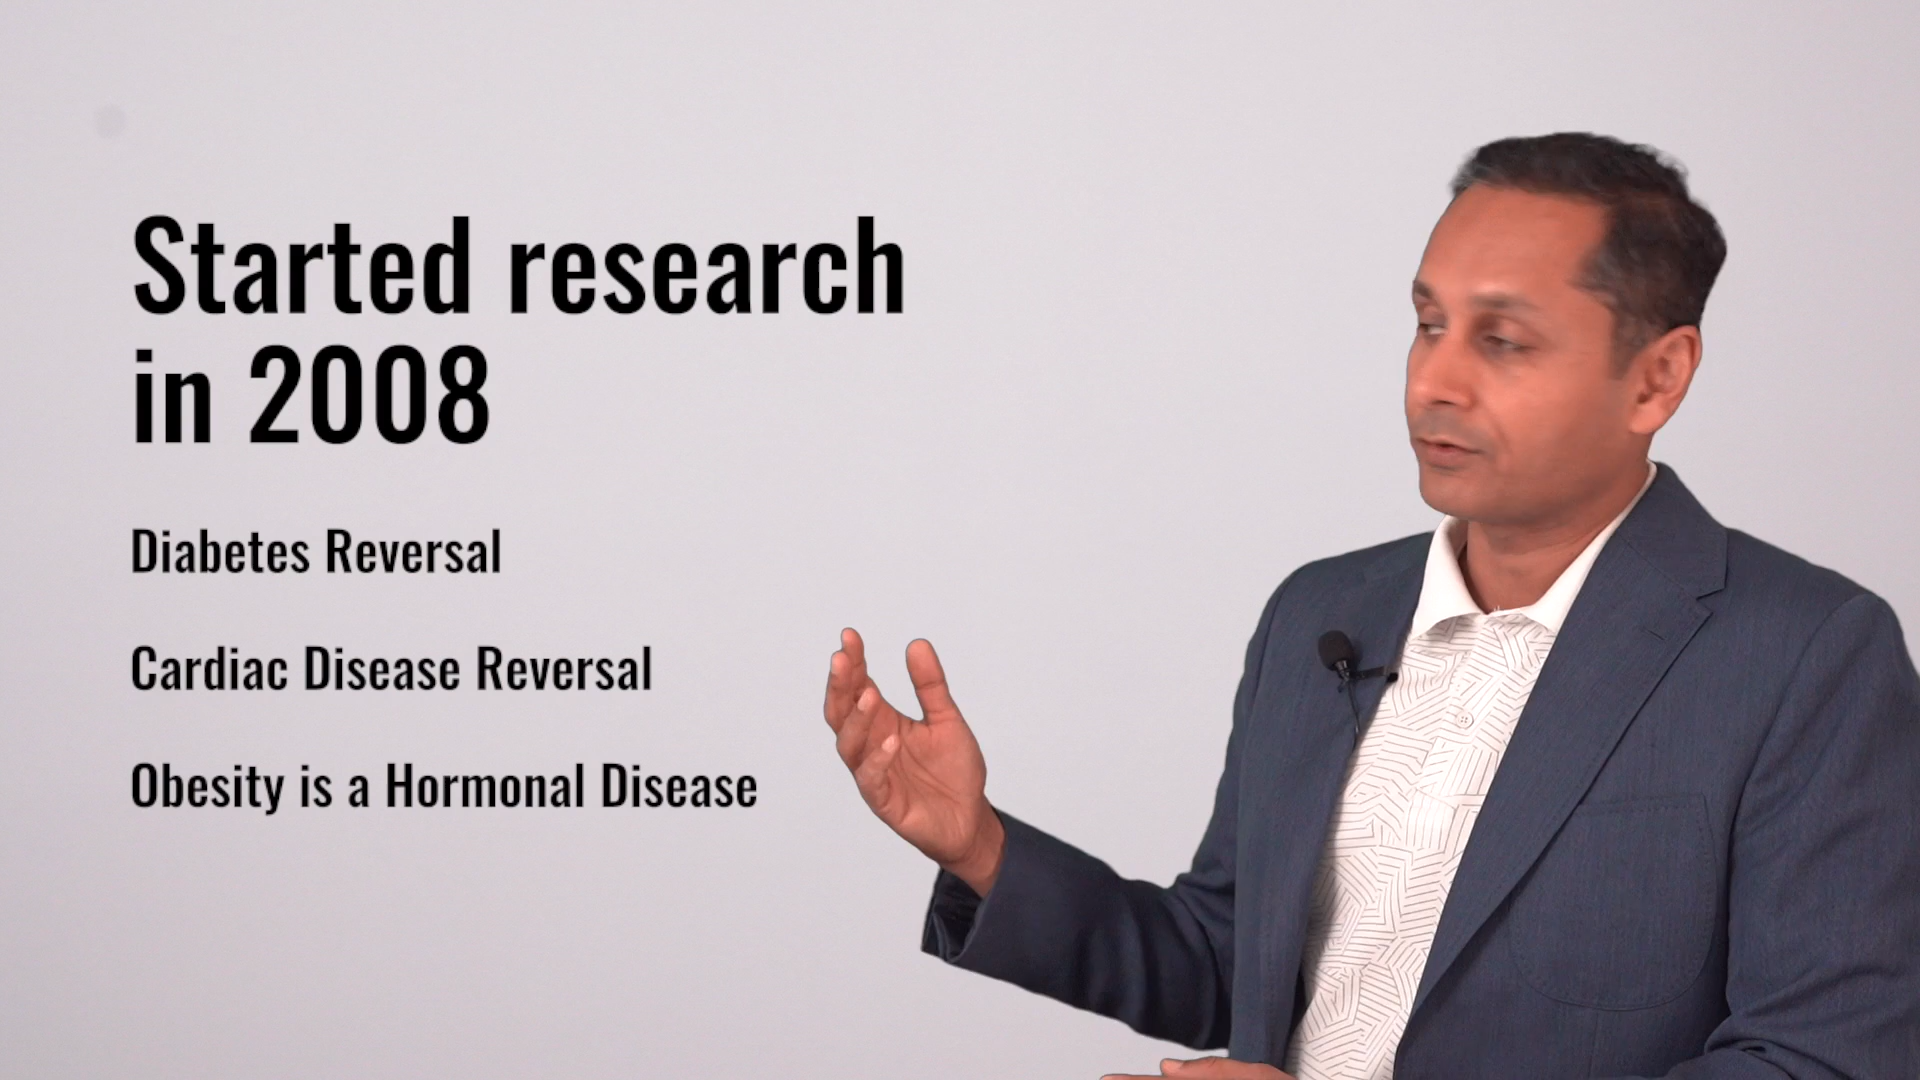 Started research
in 2008
Diabetes Reversal
Cardiac Disease Reversal
Obesity is a Hormonal Disease